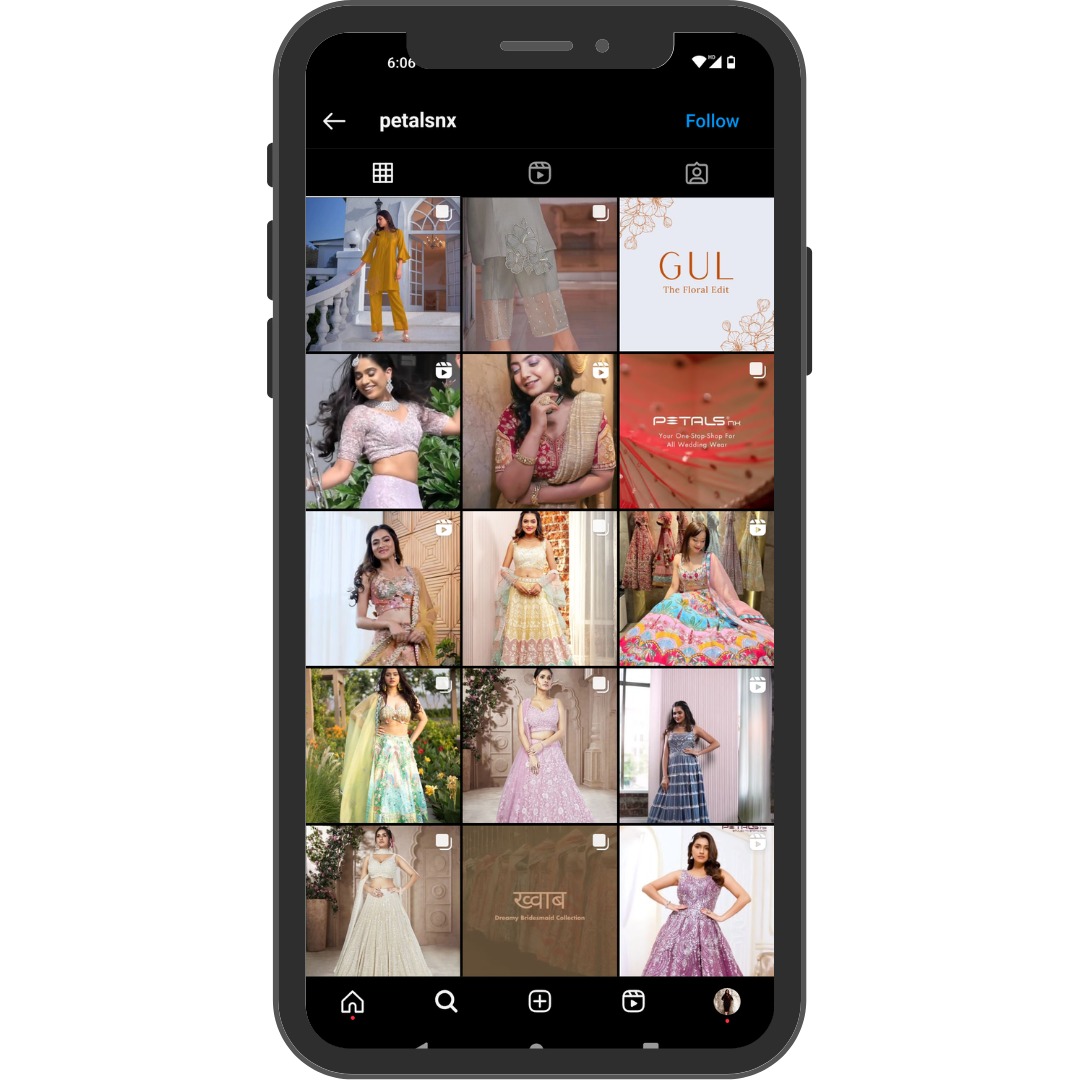 6:06
HD
petalsnx
Follow
GUL
The Floral Edit
PETALS NX
Your One-Stop-Shop For
All Wedding Wear
ख्वाब
Dreamy Bridesmaid Collection
PETALS